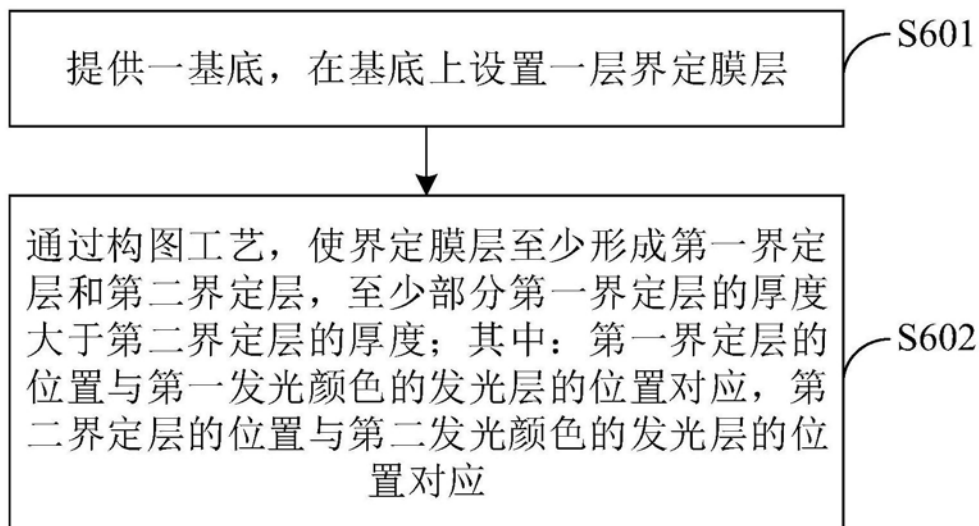 提供一基底，在基底上设置一层界定膜层
S601
通过构图工艺，使界定膜层至少形成第一界定
层和第二界定层，至少部分第一界定层的厚度
大于第二界定层的厚度；其中：第一界定层的
位置与第一发光颜色的发光层的位置对应，第
二界定层的位置与第二发光颜色的发光层的位
置对应
S602